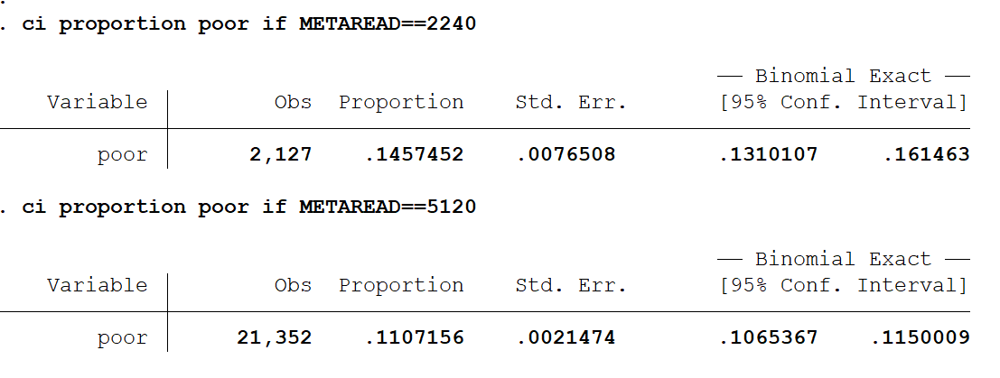 .
. ci proportion poor if METAREAD==2240
— Binomial Exact —
Variable Obs Proportion Std. Err. [95% Conf. Interval]
poor 2,127 .1457452 .0076508 .1310107 .161463
. ci proportion poor if METAREAD==5120
— Binomial Exact —
Variable Obs Proportion Std. Err. [95% Conf. Interval]
poor 21,352 .1107156 .0021474 .1065367 .1150009